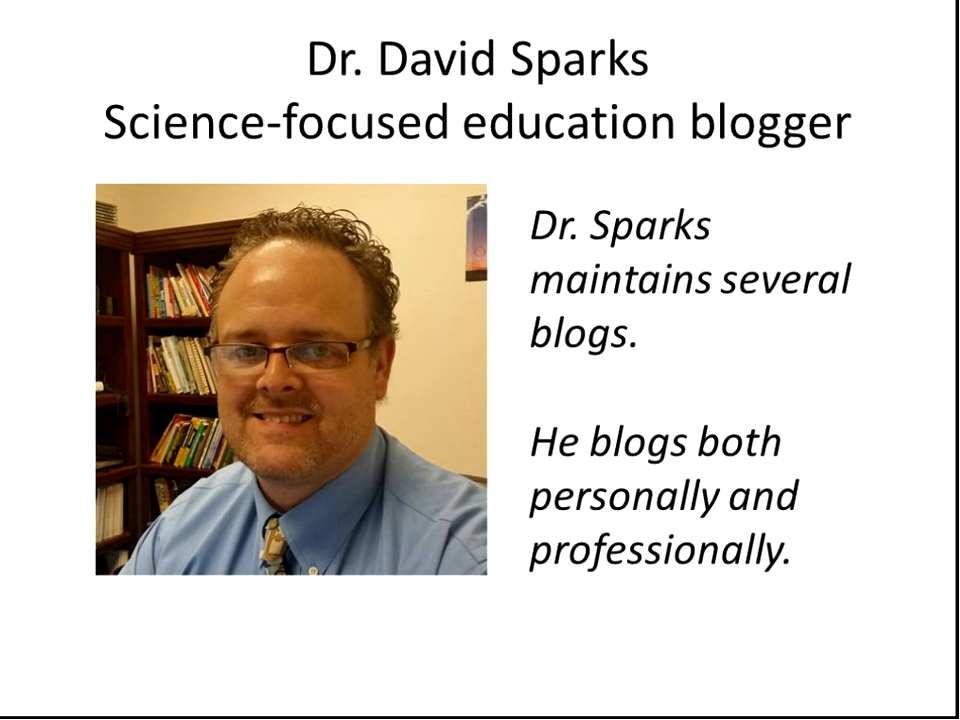 Dr. David Sparks
Science-focused education blogger
Dr. Sparks
maintains several
blogs.
He blogs both
personally and
professionally.